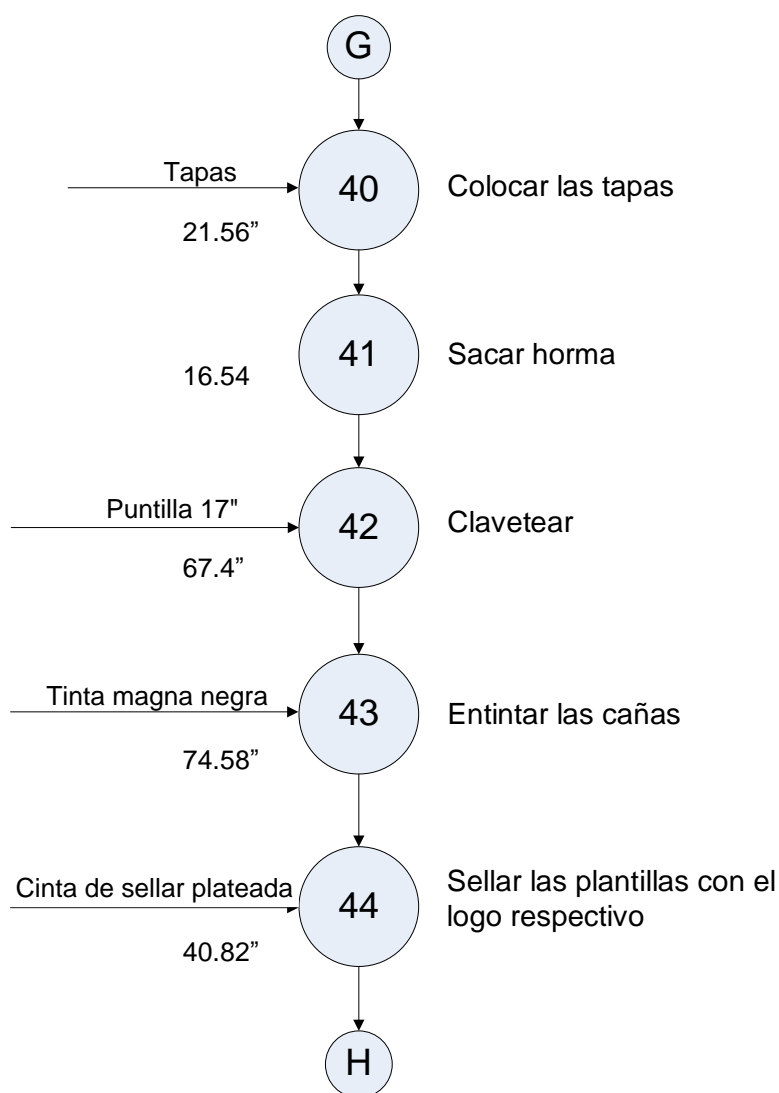 G
Tapas
40
Colocar las tapas
21.56”
41
Sacar horma
16.54
Puntilla 17"
42
Clavetear
67.4”
Tinta magna negra
43
Entintar las cañas
74.58”
Cinta de sellar plateada
44
Sellar las plantillas con el
logo respectivo
40.82”
H